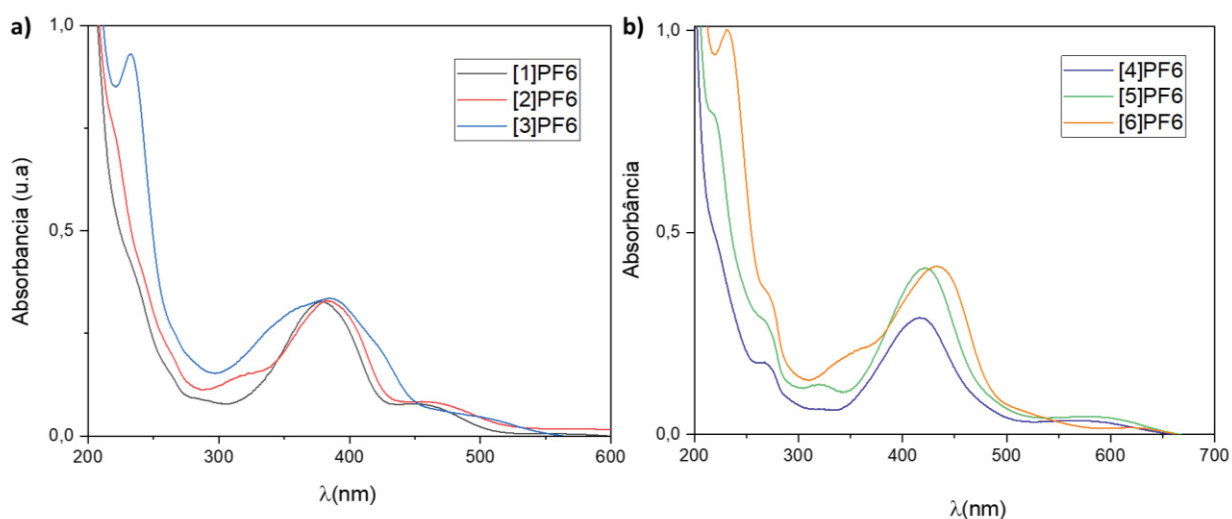 a)
1,0
0,5
0,0
Absorbancia (u.a)
[1]PF6
[2]PF6
[3]PF6
200
300
400
500
600
λ(nm)
b)
1,0
0,5
0,0
Absorbância
[4]PF6
[5]PF6
[6]PF6
200
300
400
500
600
700
λ(nm)